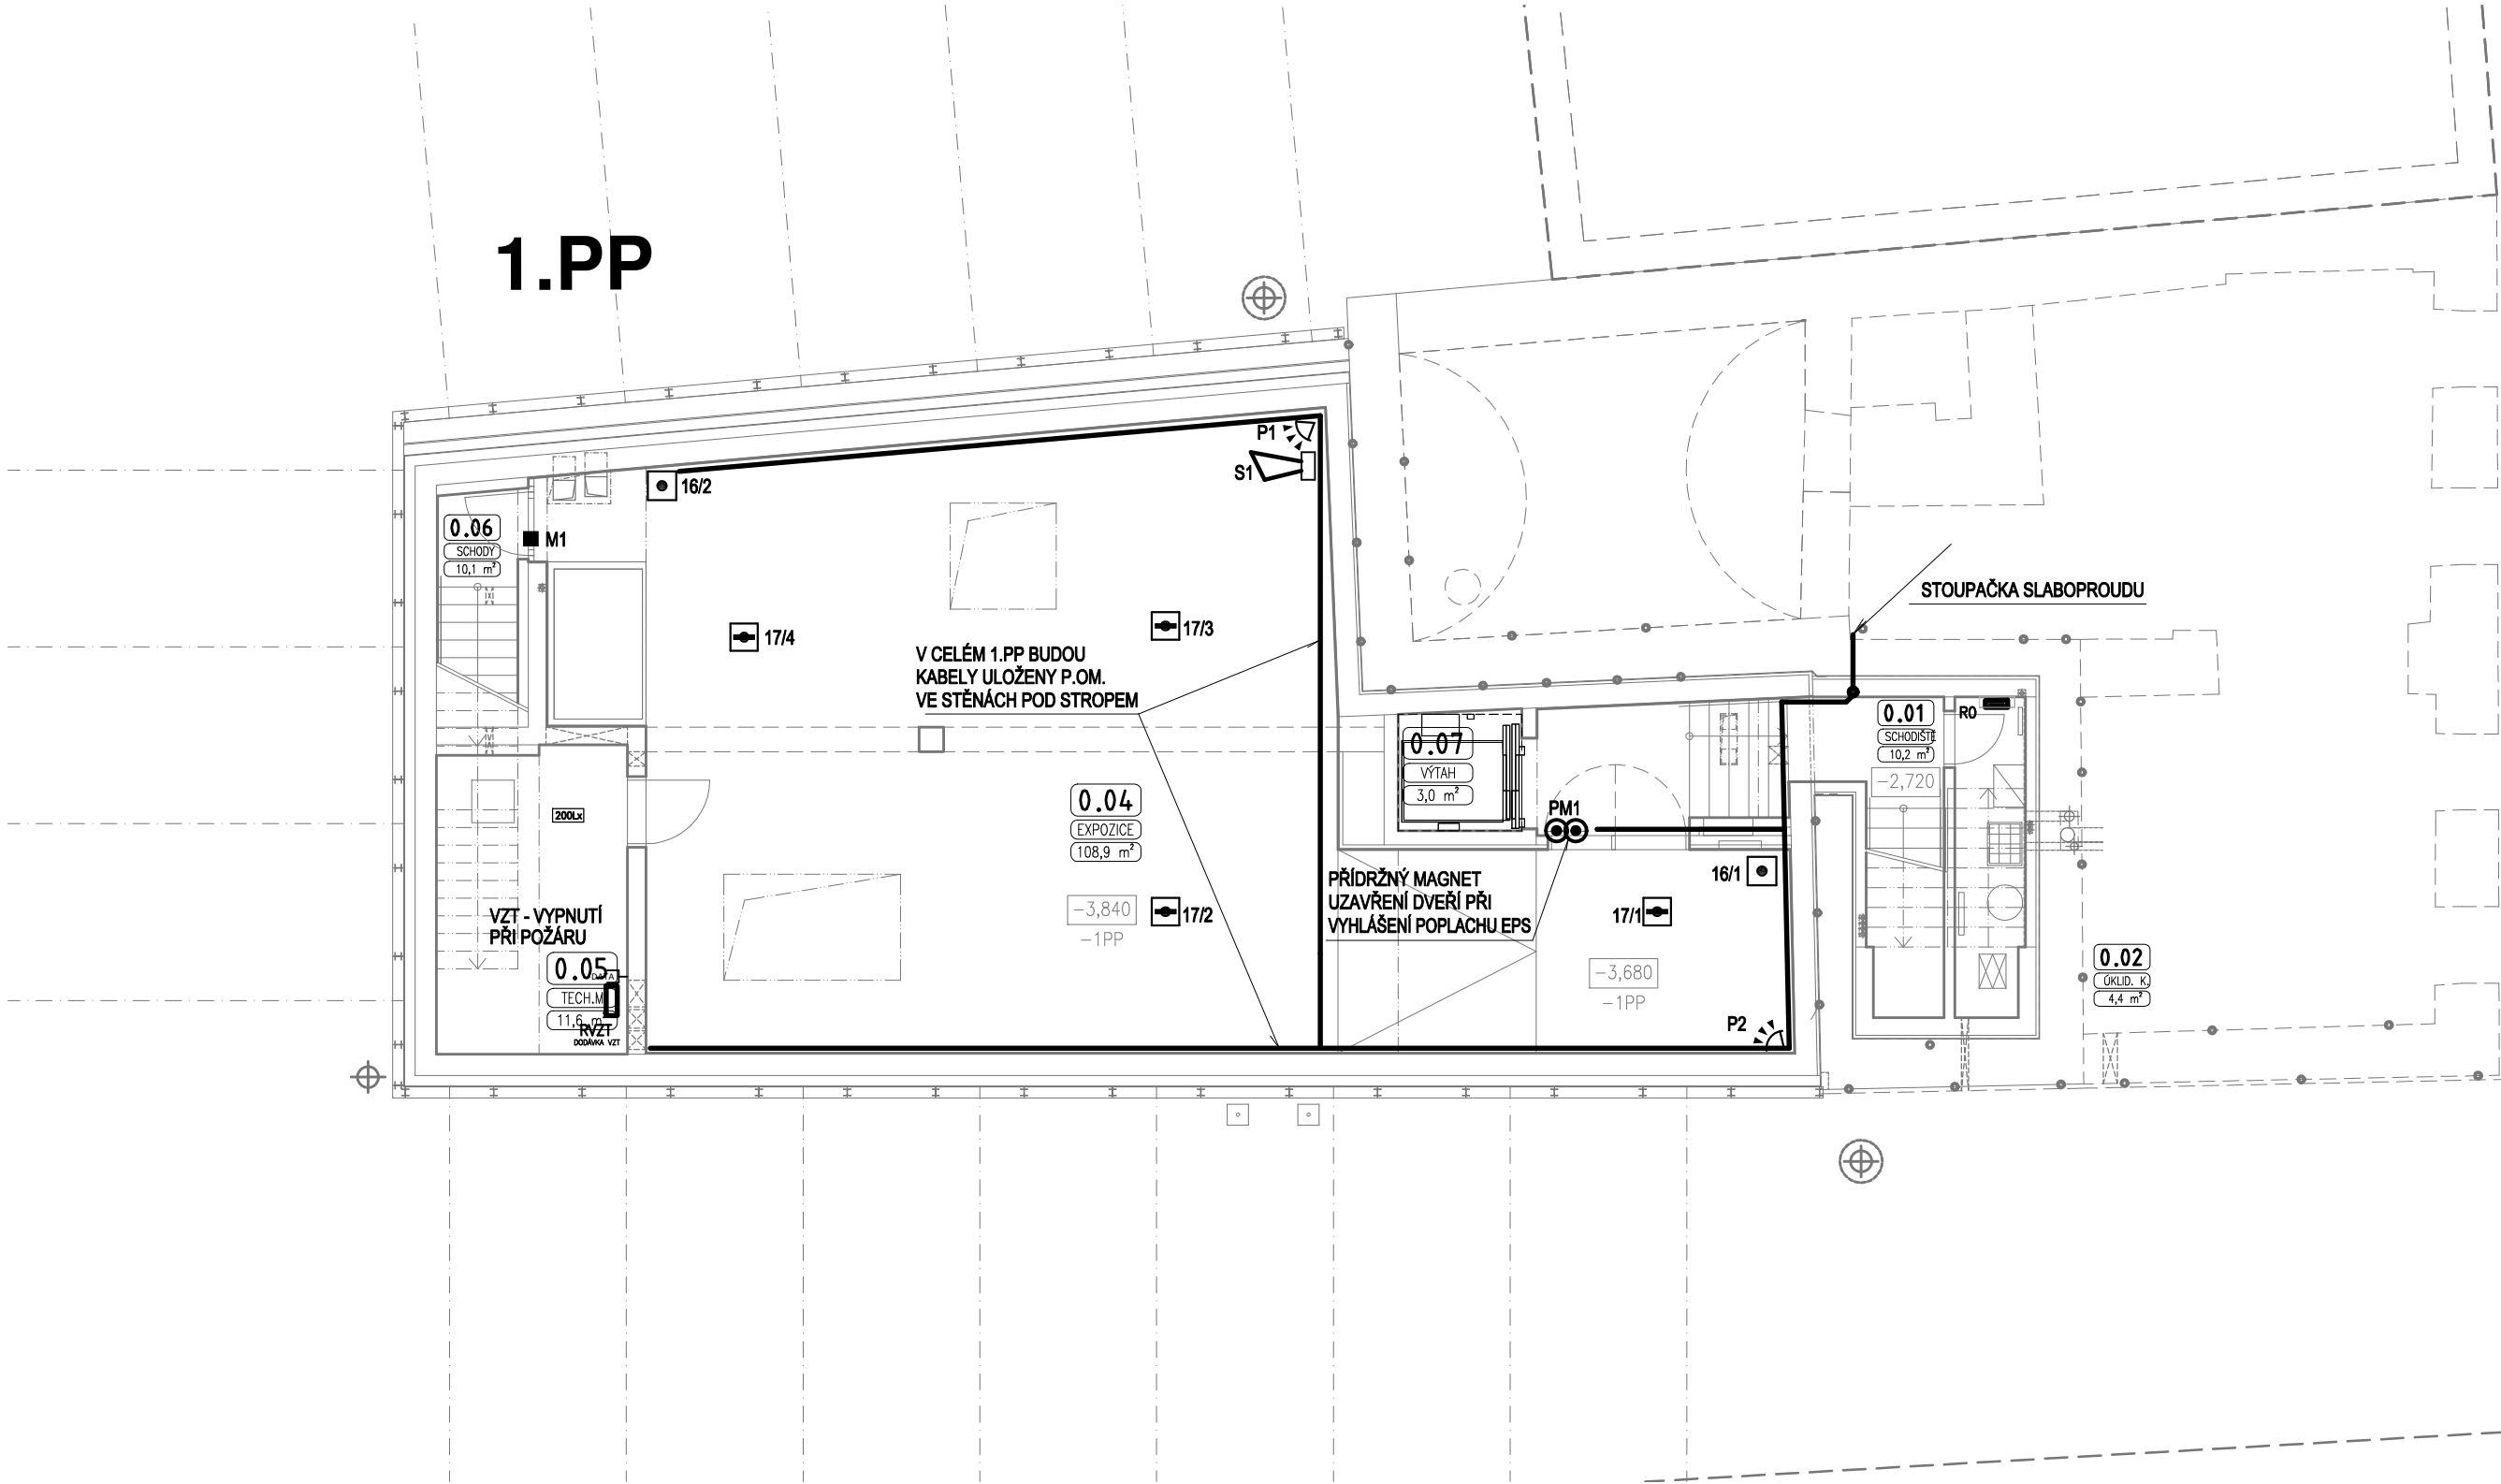 1.PP
P1
S1
16/2
0.06
SCHODY
10,1 m²
M1
STOUPAČKA SLABOPROUDU
17/4
17/3
V CELÉM 1.PP BUDOU
KABELY ULOŽENY P.OM.
VE STĚNÁCH POD STROPEM
0.01
SCHODIŠTĚ
10,2 m²
R0
-2,720
0.07
VÝTAH
3,0 m²
200Lx
0.04
EXPOZICE
108,9 m²
PM1
16/1
PŘÍDRŽNÝ MAGNET
UZAVŘENÍ DVEŘÍ PŘI
VYHLÁŠENÍ POPLACHU EPS
-3,840
-1PP
17/2
17/1
VZT - VYPNUTÍ
PŘI POŽÁRU
0.05
DATA
TECH.M
11,6 m
RVZT
DODÁVKA VZT
-3,680
-1PP
0.02
ÚKLID. K.
4,4 m²
P2